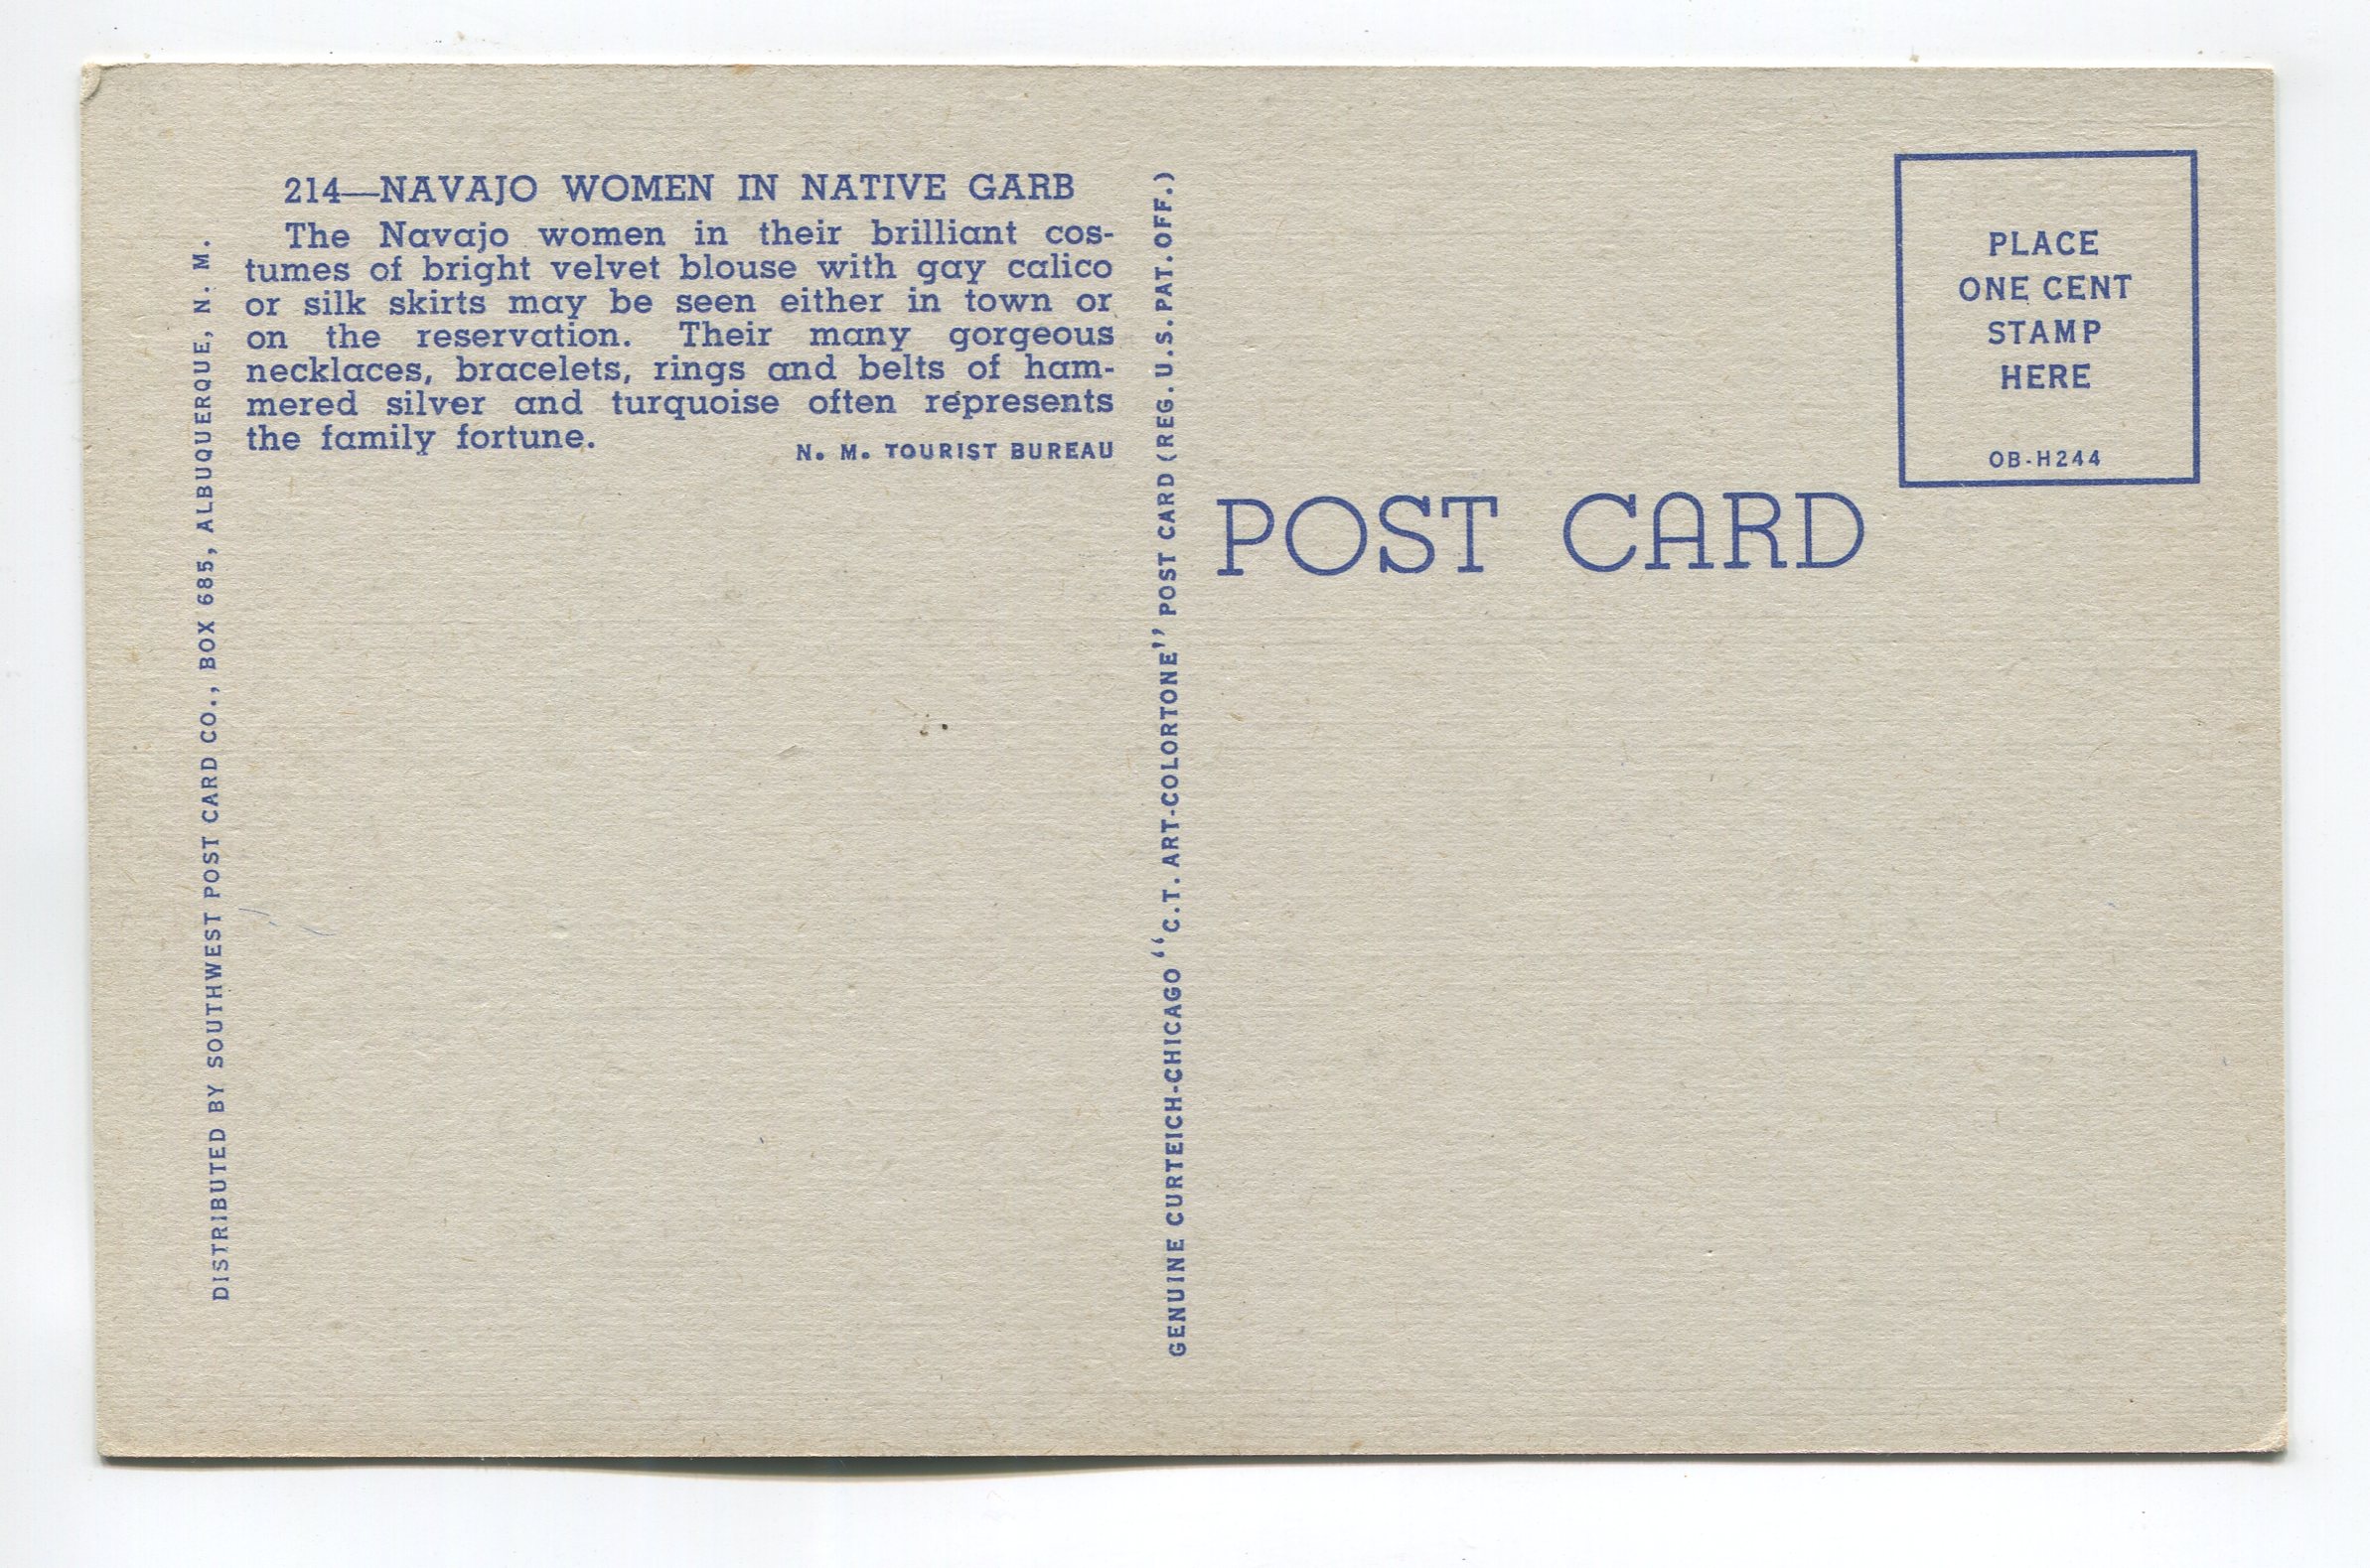 214—NAVAJO WOMEN IN NATIVE GARB
The Navajo women in their brilliant cos-
tumes of bright velvet blouse with gay calico
or silk skirts may be seen either in town or
on the reservation. Their many gorgeous
necklaces, bracelets, rings and belts of ham-
mered silver and turquoise often represents
the family fortune.
N. M. TOURIST BUREAU
DISTRIBUTED BY SOUTHWEST POST CARD CO., BOX 685, ALBUQUERQUE, N. M.
GENUINE CURTEICH-CHICAGO "C.T. ART-COLORTONE" POST CARD (REG. U.S. PAT. OFF.)
POST CARD
PLACE
ONE CENT
STAMP
HERE
OB-H244